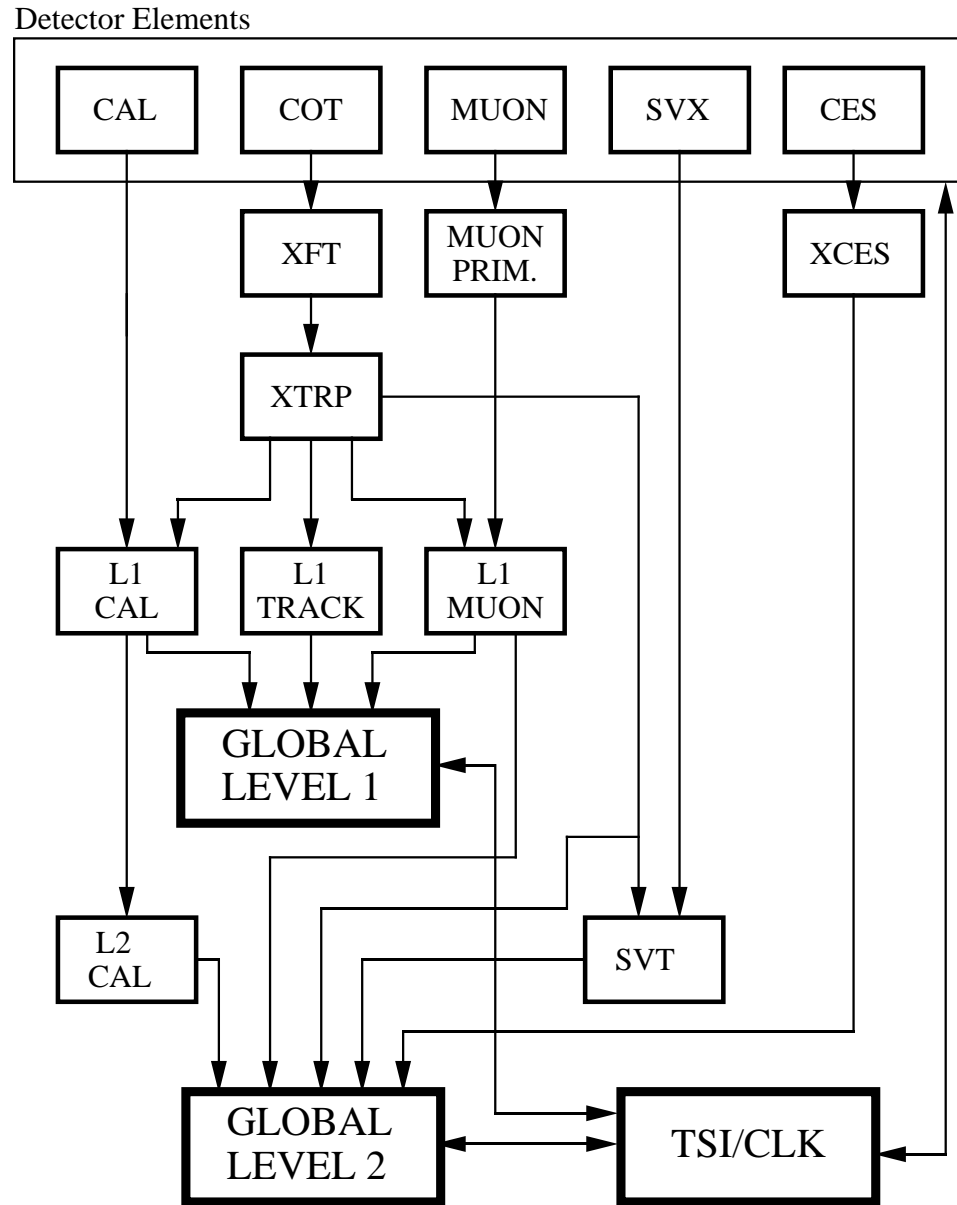 Detector Elements
CAL
COT
MUON
SVX
CES
XFT
MUON
PRIM.
XCES
XTRP
L1
CAL
L1
TRACK
L1
MUON
GLOBAL
LEVEL 1
L2
CAL
SVT
GLOBAL
LEVEL 2
TSI/CLK